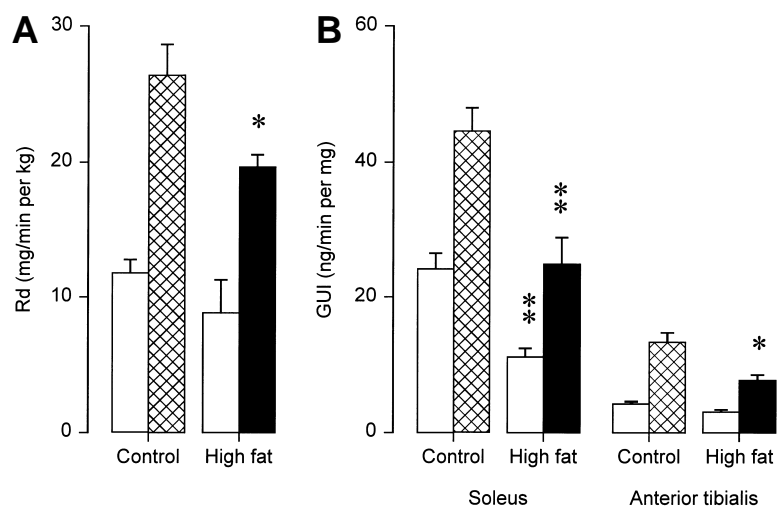 A
Rd (mg/min per kg)
30
20
10
0
*
Control
High fat
B
GUI (ng/min per mg)
60
40
20
0
**
**
*
Control
High fat
Control
High fat
Soleus
Anterior tibialis